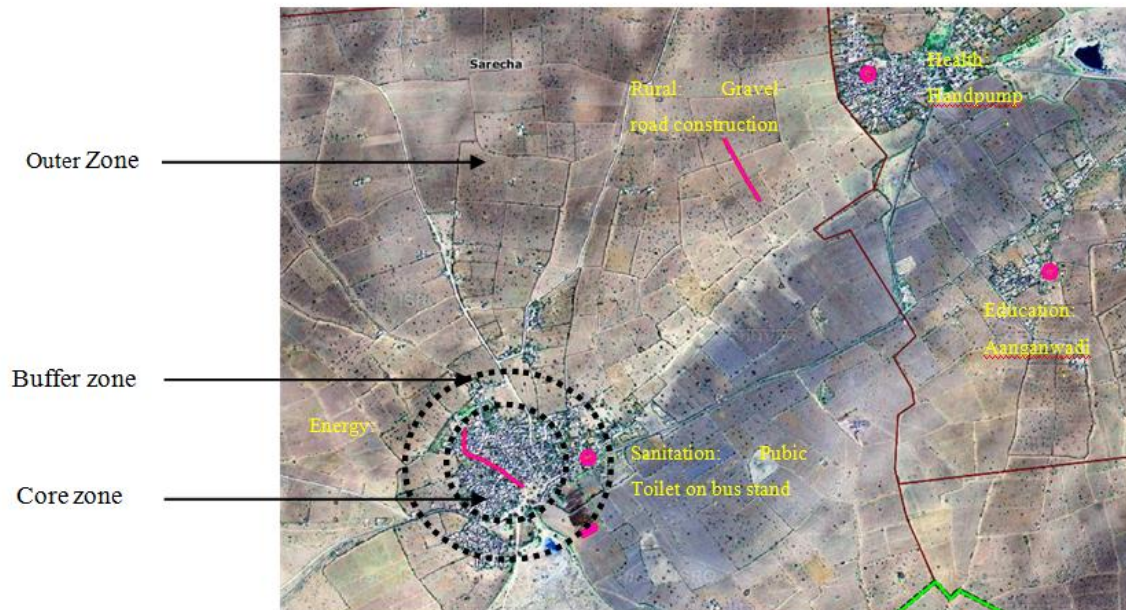 Sarecha
Health:
Handpump
Rural: Gravel
road construction
Outer Zone
Education:
Aanganwadi
Buffer zone
Energy:
Sanitation: Pubic
Toilet on bus stand
Core zone